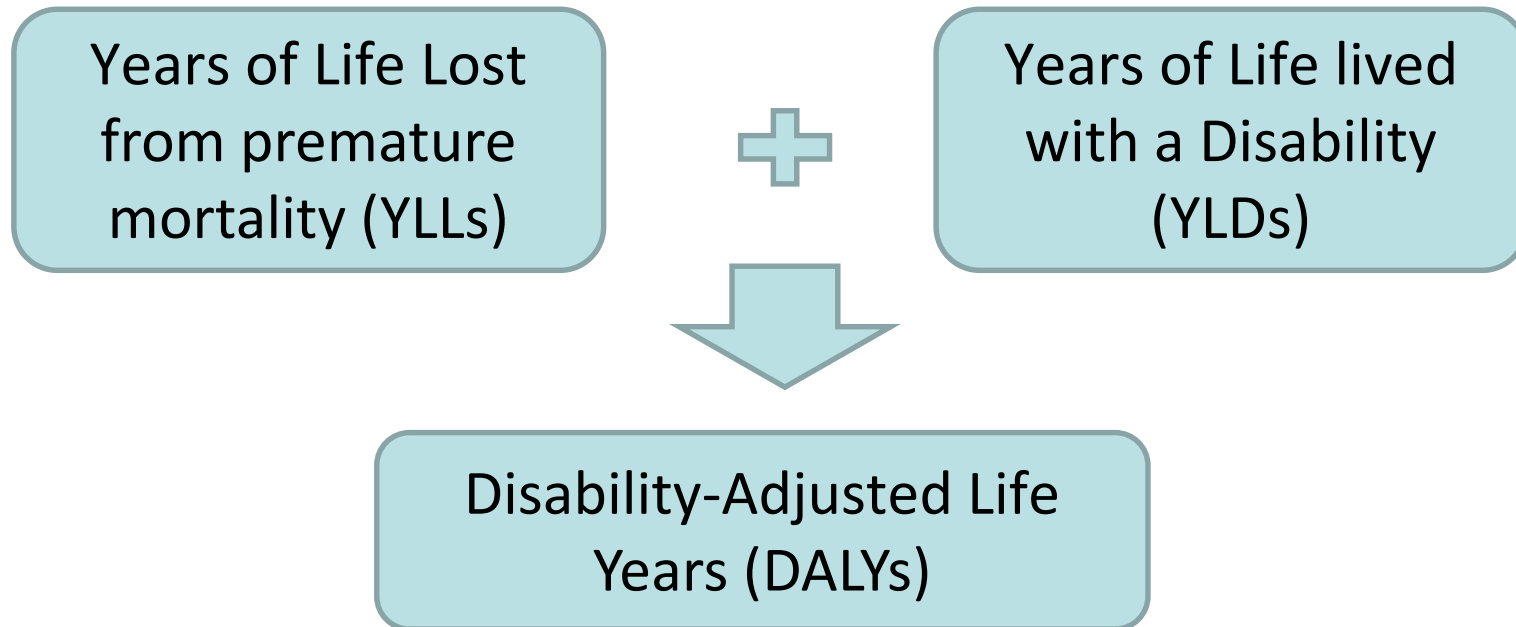 Years of Life Lost
from premature
mortality (YLLs)
Years of Life lived
with a Disability
(YLDs)
Disability-Adjusted Life
Years (DALYs)